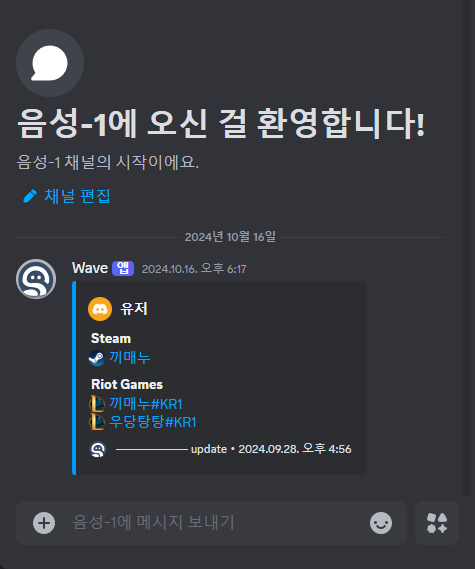 음성-1에 오신 걸 환영합니다!
음성-1 채널의 시작이에요.
채널 편집
2024년 10월 16일
Wave 앱 2024.10.16. 오후 6:17
유저
Steam
끼매누
Riot Games
끼매누#KR1
우당탕탕#KR1
update • 2024.09.28. 오후 4:56
음성-1에 메시지 보내기